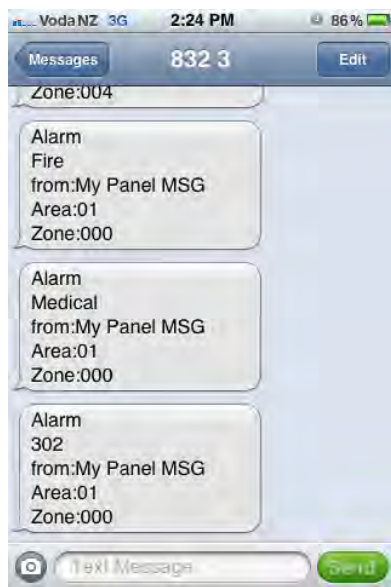 Voda NZ 3G 2:24 PM 86%
Messages 832 3 Edit
Zone:004
Alarm
Fire
from:My Panel MSG
Area:01
Zone:000
Alarm
Medical
from:My Panel MSG
Area:01
Zone:000
Alarm
302
from:My Panel MSG
Area:01
Zone:000
Text Message Send